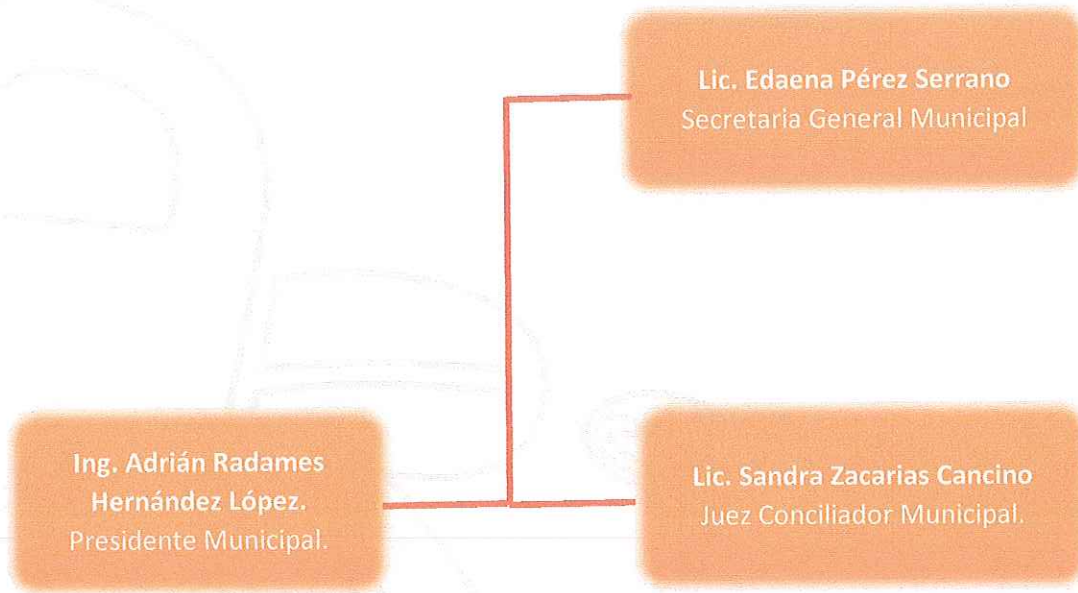 Lic. Edaena Pérez Serrano
Secretaria General Municipal
Ing. Adrián Radames
Hernández López.
Presidente Municipal.
Lic. Sandra Zacarias Cancino
Juez Conciliador Municipal.